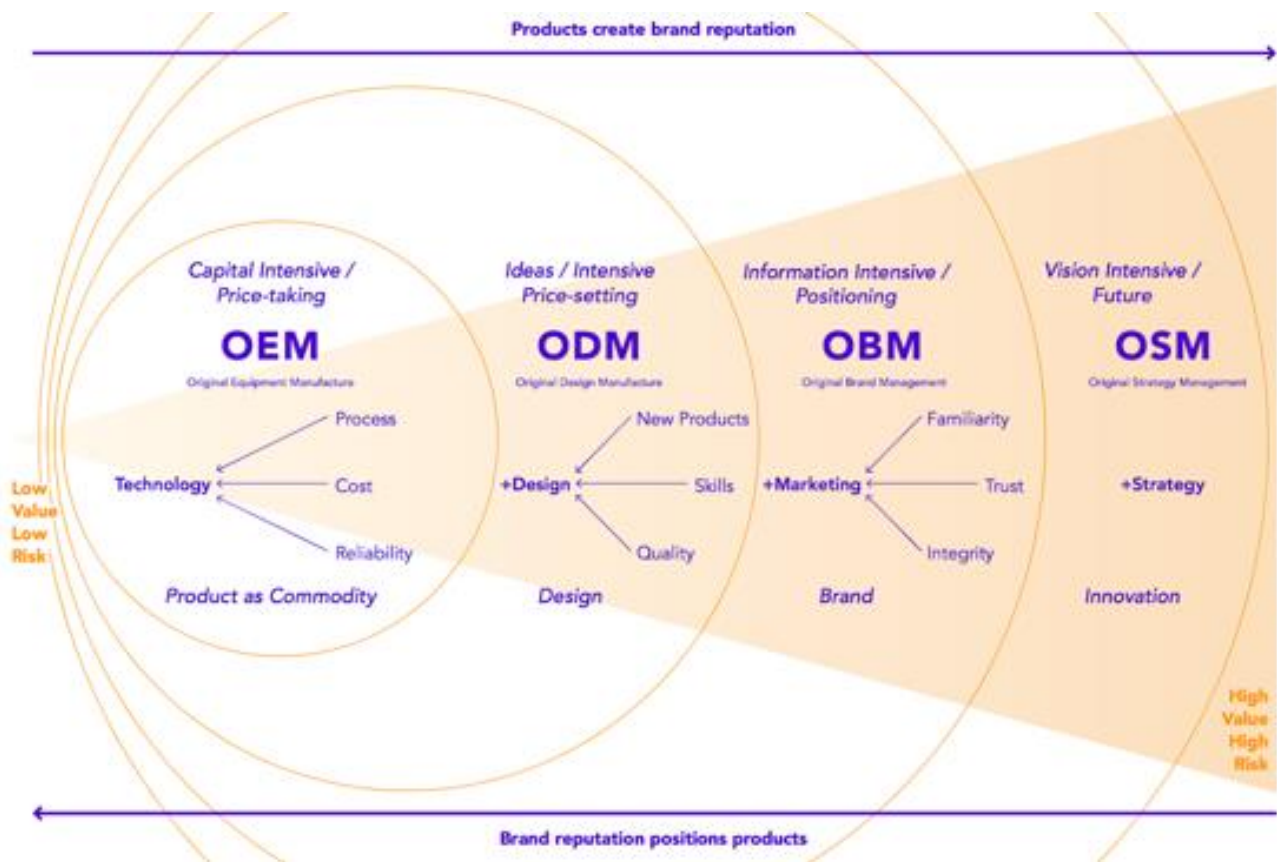 Products create brand reputation
Capital Intensive /
Price-taking
OEM
Original Equipment Manufacture
Process
Technology
Cost
Reliability
Product as Commodity
Ideas / Intensive
Price-setting
ODM
Original Design Manufacture
New Products
+Design
Skills
Quality
Design
Information Intensive /
Positioning
OBM
Original Brand Management
Familiarity
+Marketing
Trust
Integrity
Brand
Vision Intensive /
Future
OSM
Original Strategy Management
+Strategy
Innovation
Low
Value
Low
Risk
High
Value
High
Risk
Brand reputation positions products